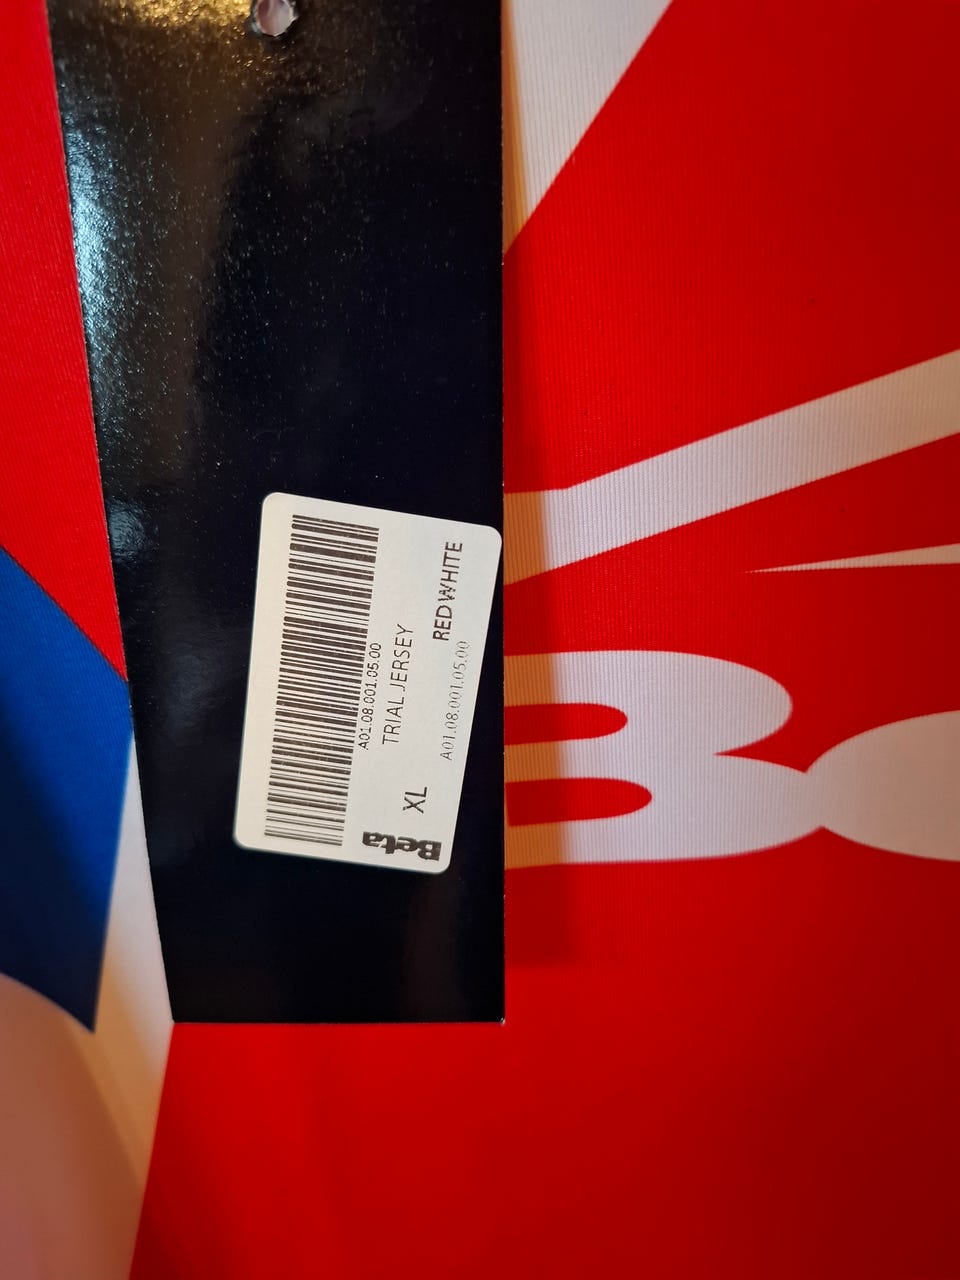 A01.08.001.05.00
TRIAL JERSEY
XL
A01.08.001.05.00
RED WHITE
Beta
B